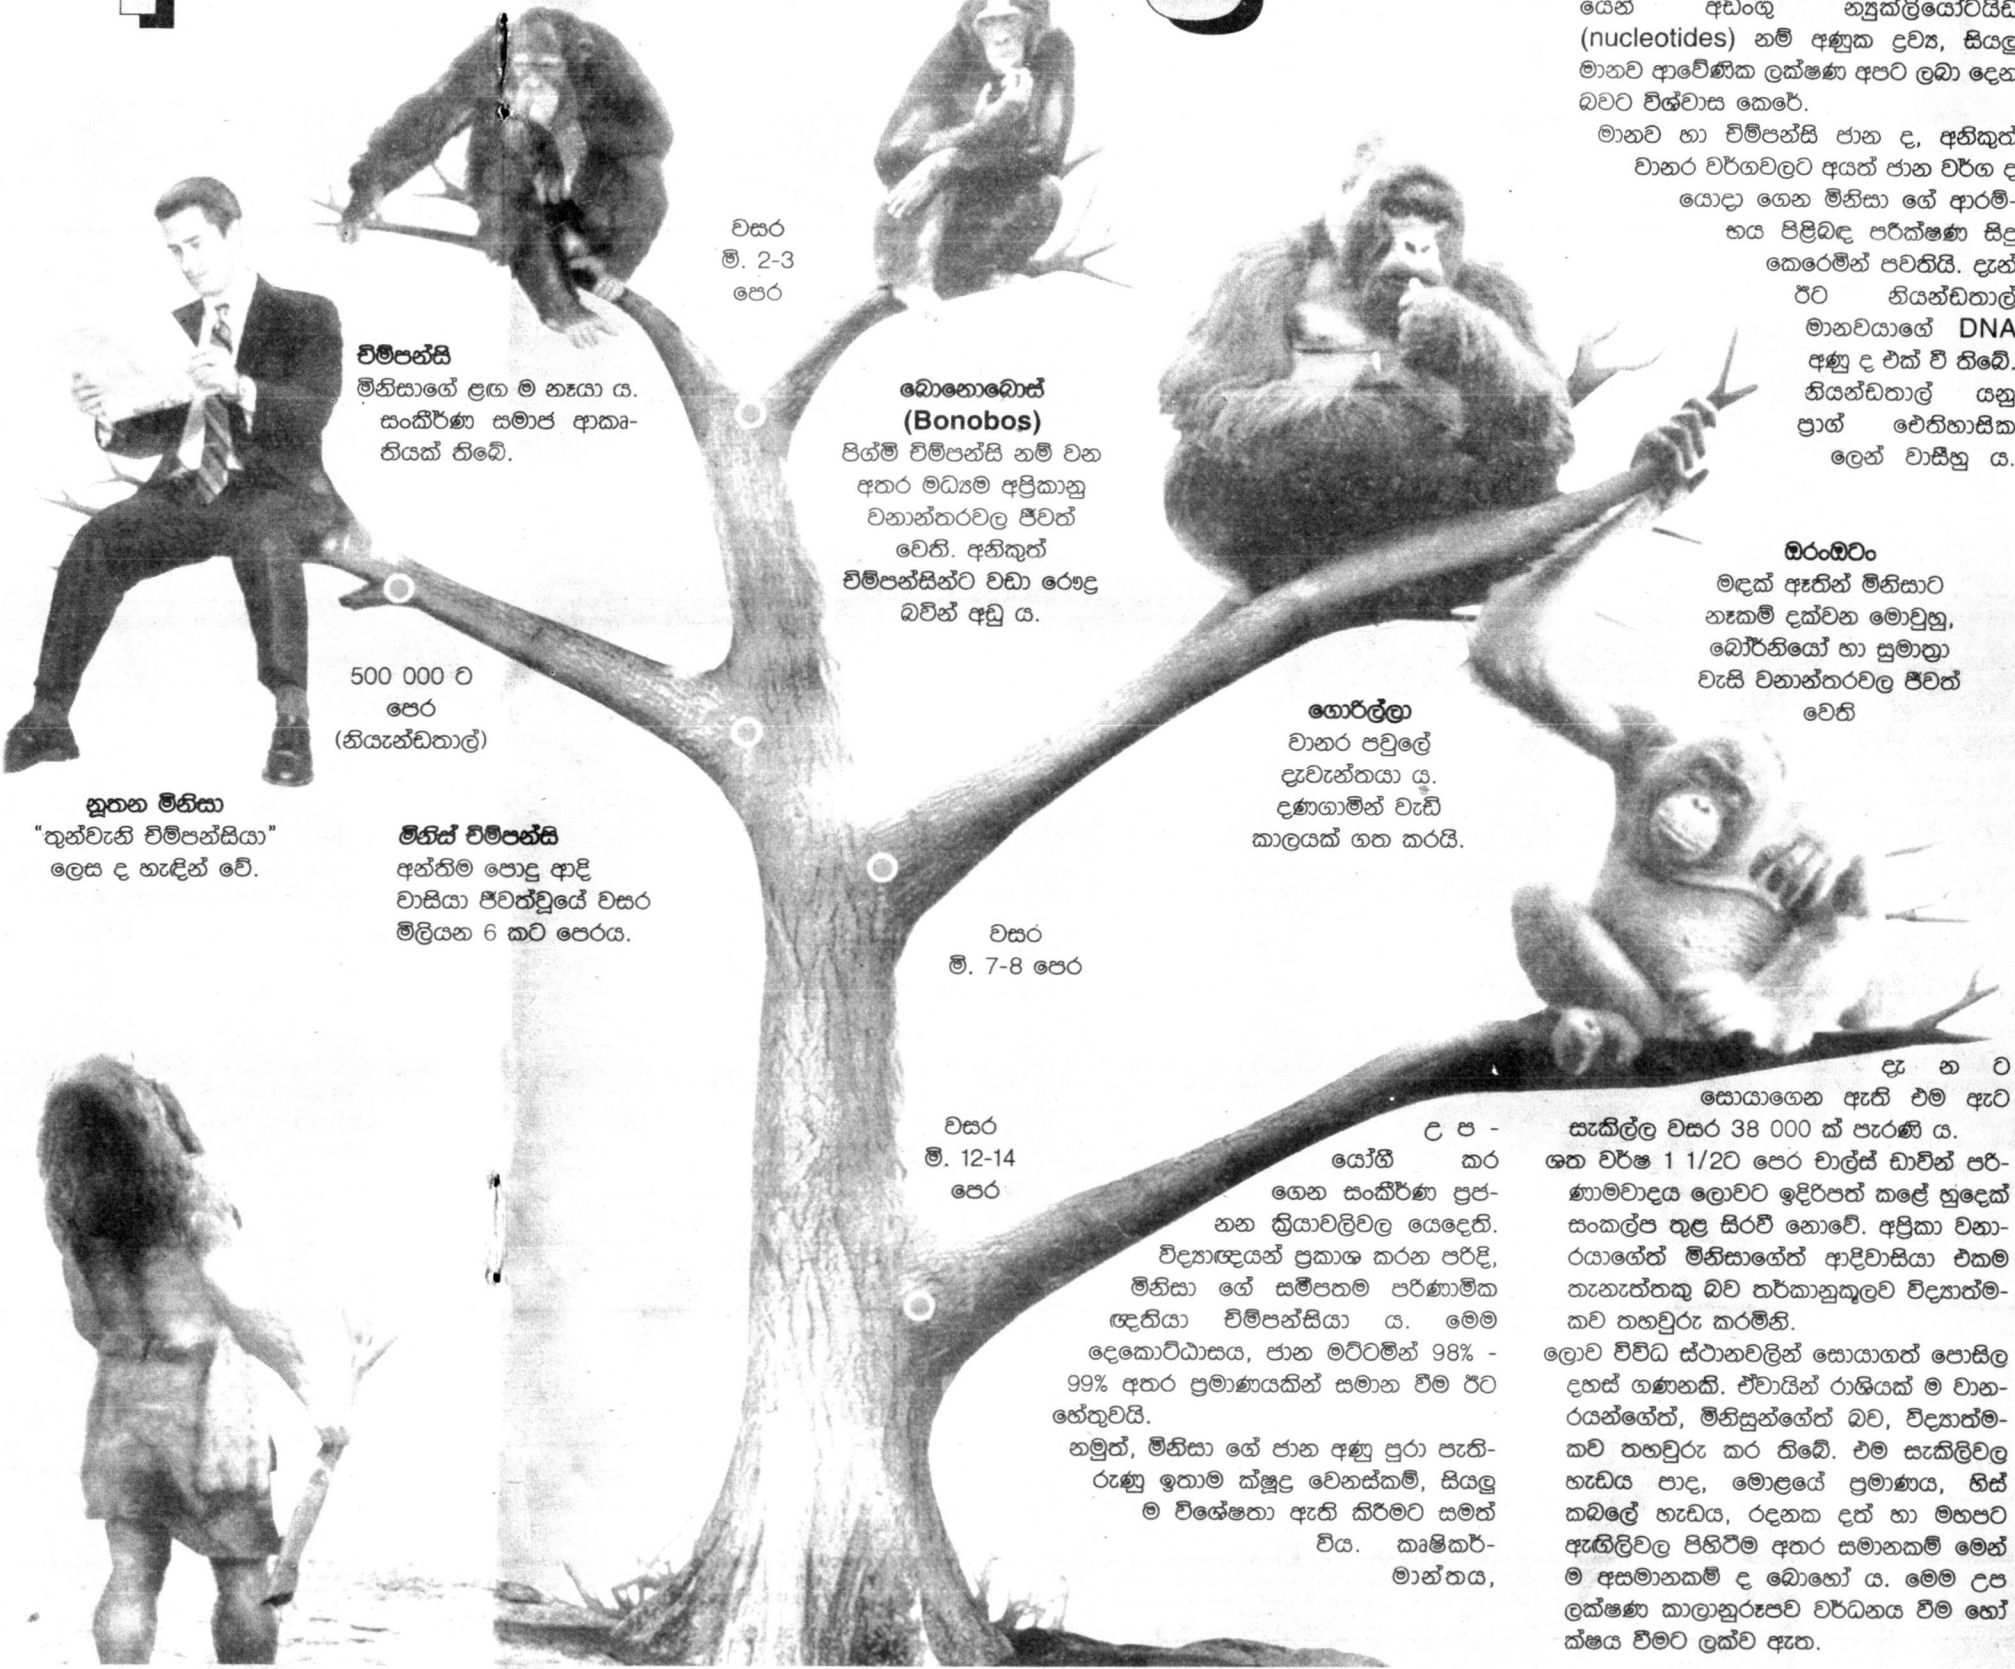 යෙන් අඩංගු න්‍යුක්ලියෝටයිඩ්
(nucleotides) නම් අණුක ද්‍රව්‍ය, සියලු
මානව ආවේණික ලක්ෂණ අපට ලබා දෙන
බවට විශ්වාස කෙරේ.
මානව හා චිම්පන්සි ජාන ද, අනිකුත්
වානර වර්ගවලට අයත් ජාන වර්ග ද
යොදා ගෙන මිනිසා ගේ ආරම්-
භය පිළිබඳ පරීක්ෂණ සිදු
කෙරෙමින් පවතියි. දැන්
ඊට නියන්ඩතාල්
මානවයාගේ DNA
අණු ද එක් වී තිබේ.
නියන්ඩතාල් යනු
ප්‍රාග් ඓතිහාසික
ලෙන් වාසීහු ය.
වසර
මි. 2-3
පෙර
චිම්පන්සි
මිනිසාගේ ළඟ ම නෑයා ය.
සංකීර්ණ සමාජ ආකෘ-
තියක් තිබේ.
බොනොබොස්
(Bonobos)
පිග්මි චිම්පන්සි නම් වන
අතර මධ්‍යම අප්‍රිකානු
වනාන්තරවල ජීවත්
වෙති. අනිකුත්
චිම්පන්සින්ට වඩා රෞද්‍ර
බවින් අඩු ය.
ඔරංඔටං
මඳක් ඈතින් මිනිසාට
නෑකම් දක්වන මොවුහු,
බෝර්නියෝ හා සුමාත්‍රා
වැසි වනාන්තරවල ජීවත්
වෙති
500 000 ට
පෙර
(නියැන්ඩතාල්)
ගොරිල්ලා
වානර පවුලේ
දැවැන්තයා ය.
දණගාමින් වැඩි
කාලයක් ගත කරයි.
නූතන මිනිසා
“තුන්වැනි චිම්පන්සියා”
ලෙස ද හැඳින් වේ.
මිනිස් චිම්පන්සි
අන්තිම පොදු ආදි
වාසියා ජීවත්වූයේ වසර
මිලියන 6 කට පෙරය.
වසර
මි. 7-8 පෙර
වසර
මි. 12-14
පෙර
උ ප -
යෝගී කර
ගෙන සංකීර්ණ ප්‍රජ-
නන ක්‍රියාවලිවල යෙදෙති.
විද්‍යාඥයන් ප්‍රකාශ කරන පරිදි,
මිනිසා ගේ සමීපතම පරිණාමික
ඥතියා චිම්පන්සියා ය. මෙම
දෙකොට්ඨාසය, ජාන මට්ටමින් 98% -
99% අතර ප්‍රමාණයකින් සමාන වීම ඊට
හේතුවයි.
නමුත්, මිනිසා ගේ ජාන අණු පුරා පැති-
රුණු ඉතාම ක්ෂුද්‍ර වෙනස්කම්, සියලු
ම විශේෂතා ඇති කිරීමට සමත්
විය. කෘෂිකර්-
මාන්තය,
දැ න ට
සොයාගෙන ඇති එම ඇට
සැකිල්ල වසර 38 000 ක් පැරණි ය.
ශත වර්ෂ 1 1/2ට පෙර චාල්ස් ඩාවින් පරි-
ණාමවාදය ලොවට ඉදිරිපත් කළේ හුදෙක්
සංකල්ප තුළ සිරවී නොවේ. අප්‍රිකා වනා-
රයාගේත් මිනිසාගේත් ආදිවාසියා එකම
තැනැත්තකු බව තර්කානුකූලව විද්‍යාත්ම-
කව තහවුරු කරමිනි.
ලොව විවිධ ස්ථානවලින් සොයාගත් පොසිල
දහස් ගණනකි. ඒවායින් රාශියක් ම වාන-
රයන්ගේත්, මිනිසුන්ගේත් බව, විද්‍යාත්ම-
කව තහවුරු කර තිබේ. එම සැකිලිවල
හැඩය පාද, මොළයේ ප්‍රමාණය, හිස්
කබලේ හැඩය, රදනක දත් හා මහපට
ඇඟිලිවල පිහිටීම අතර සමානකම් මෙන්
ම අසමානකම් ද බොහෝ ය. මෙම උප
ලක්ෂණ කාලානුරූපව වර්ධනය වීම හෝ
ක්ෂය වීමට ලක්ව ඇත.